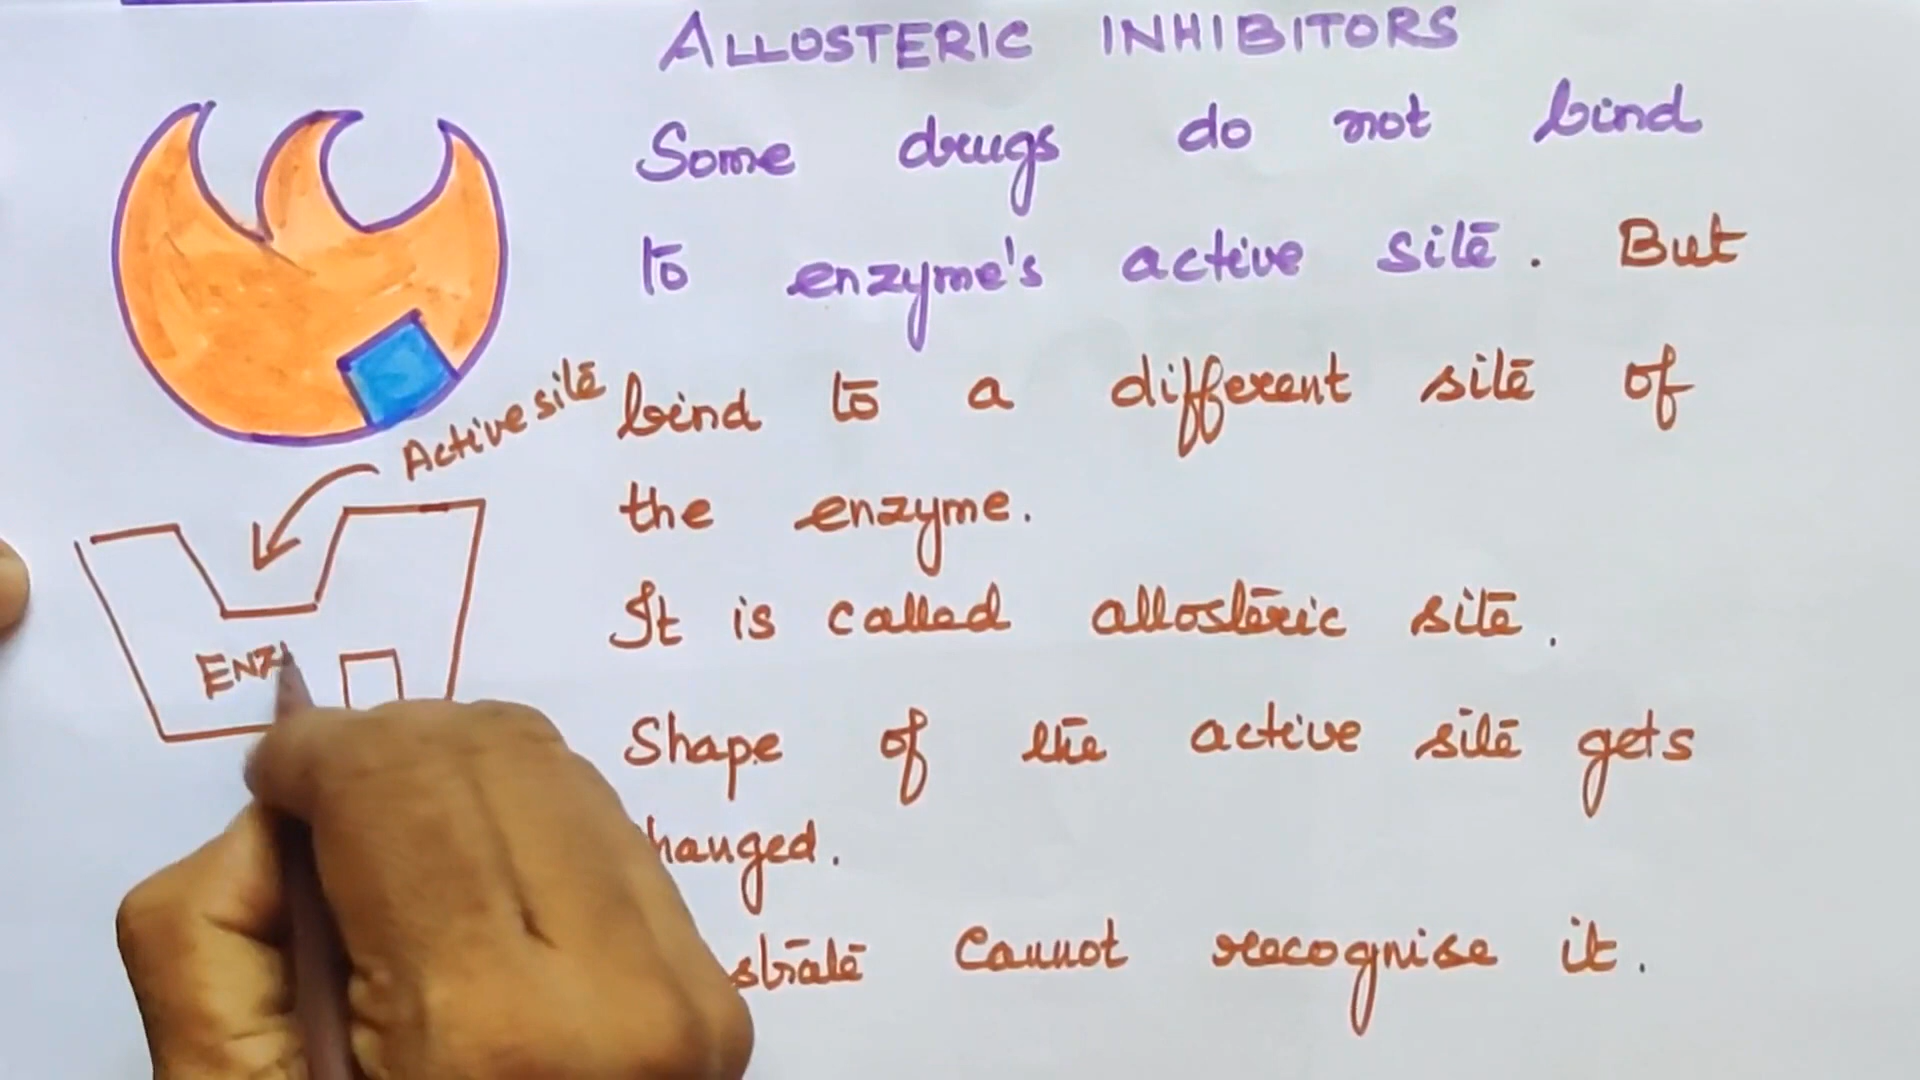 ALLOSTERIC INHIBITORS
Some drugs do not bind
to enzyme's active site. But
bind to a different site of
the enzyme.
It is called allosteric site.
Shape of the active site gets
hanged.
strate cannot recognise it.
Active site
ENZ